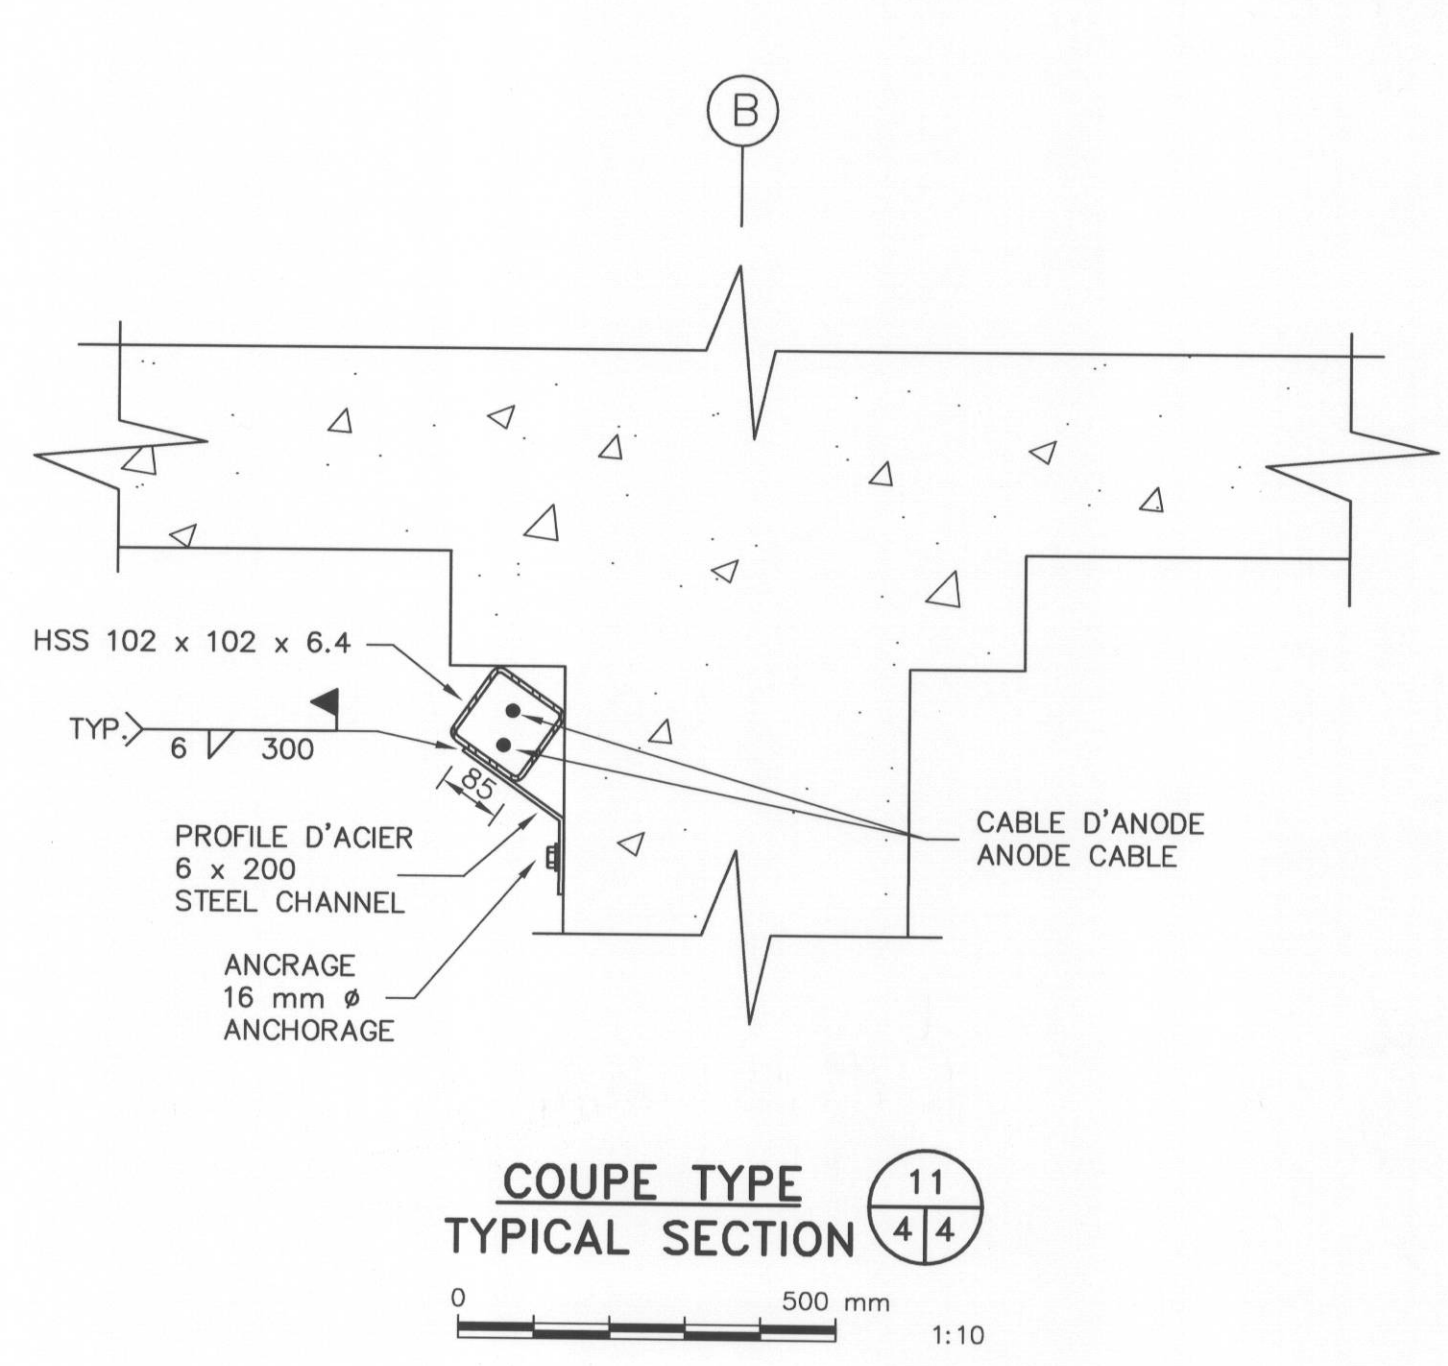 B
HSS 102 x 102 x 6.4
TYP.
6
300
85
PROFILE D'ACIER
6 x 200
STEEL CHANNEL
CABLE D'ANODE
ANODE CABLE
ANCRAGE
16 mm ø
ANCHORAGE
COUPE TYPE
TYPICAL SECTION
11
4 4
0
500 mm
1:10